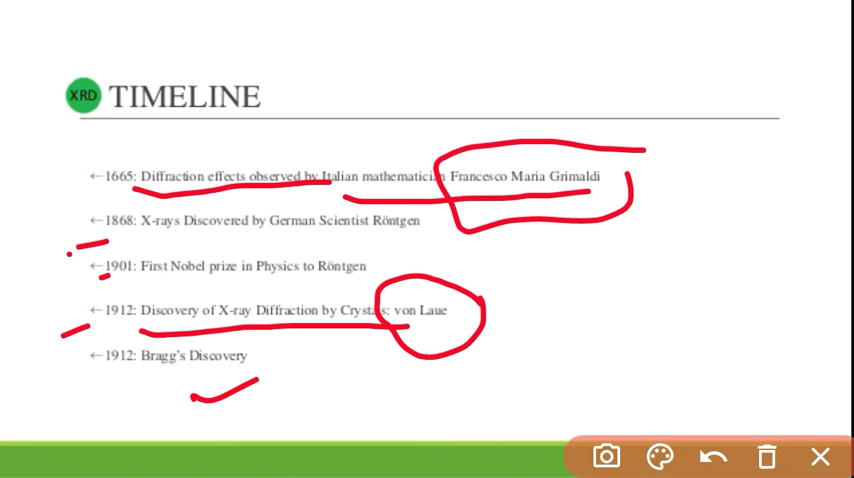 XRD TIMELINE
←1665: Diffraction effects observed by Italian mathematician Francesco Maria Grimaldi
←1868: X-rays Discovered by German Scientist Röntgen
←1901: First Nobel prize in Physics to Röntgen
←1912: Discovery of X-ray Diffraction by Crystals: von Laue
←1912: Bragg's Discovery